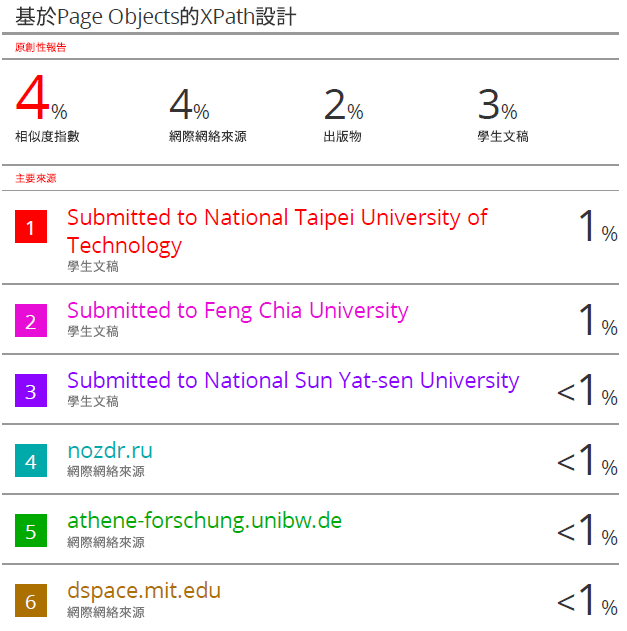 基於Page Objects的XPath設計
原創性報告
4%
相似度指數
4%
網際網絡來源
2%
出版物
3%
學生文稿
主要來源
1
Submitted to National Taipei University of
Technology
學生文稿
1%
2
Submitted to Feng Chia University
學生文稿
1%
3
Submitted to National Sun Yat-sen University
學生文稿
<1%
4
nozdr.ru
網際網絡來源
<1%
5
athene-forschung.unibw.de
網際網絡來源
<1%
6
dspace.mit.edu
網際網絡來源
<1%